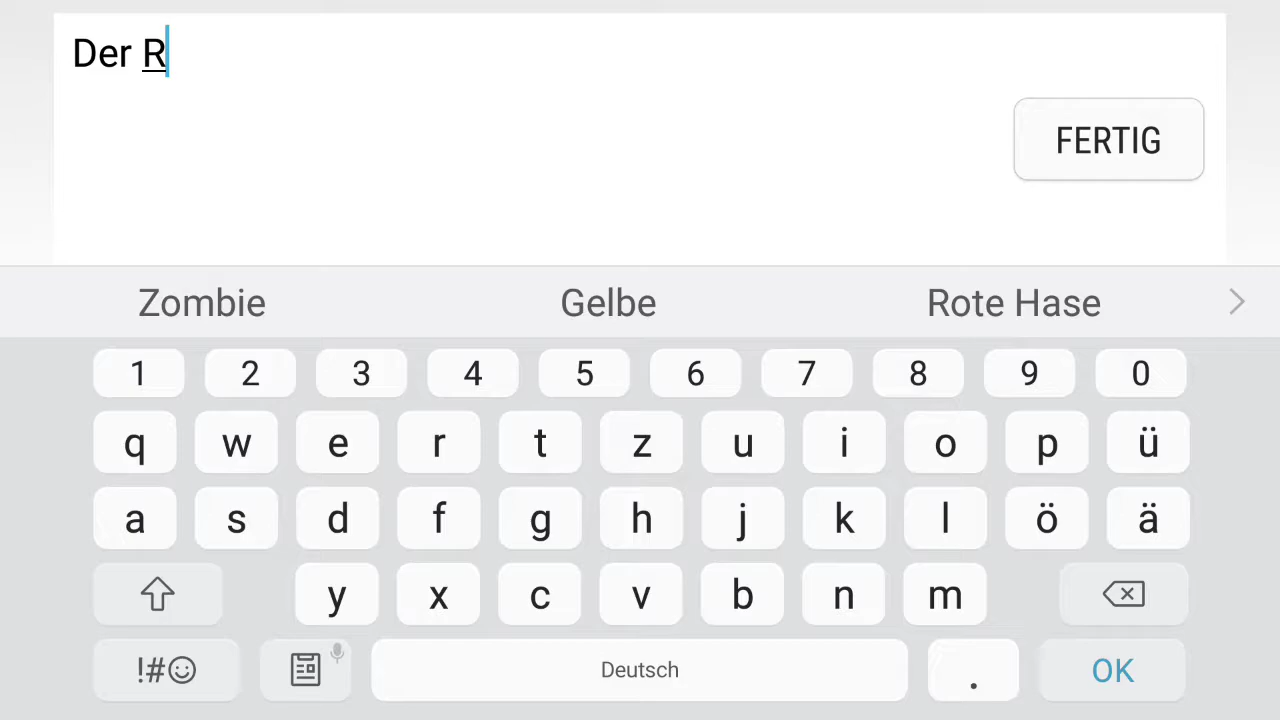 Der R
FERTIG
Zombie Gelbe Rote Hase
1 2 3 4 5 6 7 8 9 0
q w e r t z u i o p ü
a s d f g h j k l ö ä
y x c v b n m
!#☺ Deutsch . OK